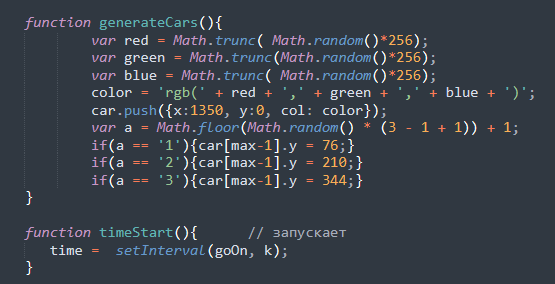 function generateCars(){
var red = Math.trunc( Math.random()*256);
var green = Math.trunc(Math.random()*256);
var blue = Math.trunc( Math.random()*256);
color = 'rgb(' + red + ',' + green + ',' + blue + ')';
car.push({x:1350, y:0, col: color});
var a = Math.floor(Math.random() * (3 - 1 + 1)) + 1;
if(a == '1'){car[max-1].y = 76;}
if(a == '2'){car[max-1].y = 210;}
if(a == '3'){car[max-1].y = 344;}
}
function timeStart(){ // запускает
time = setInterval(goOn, k);
}